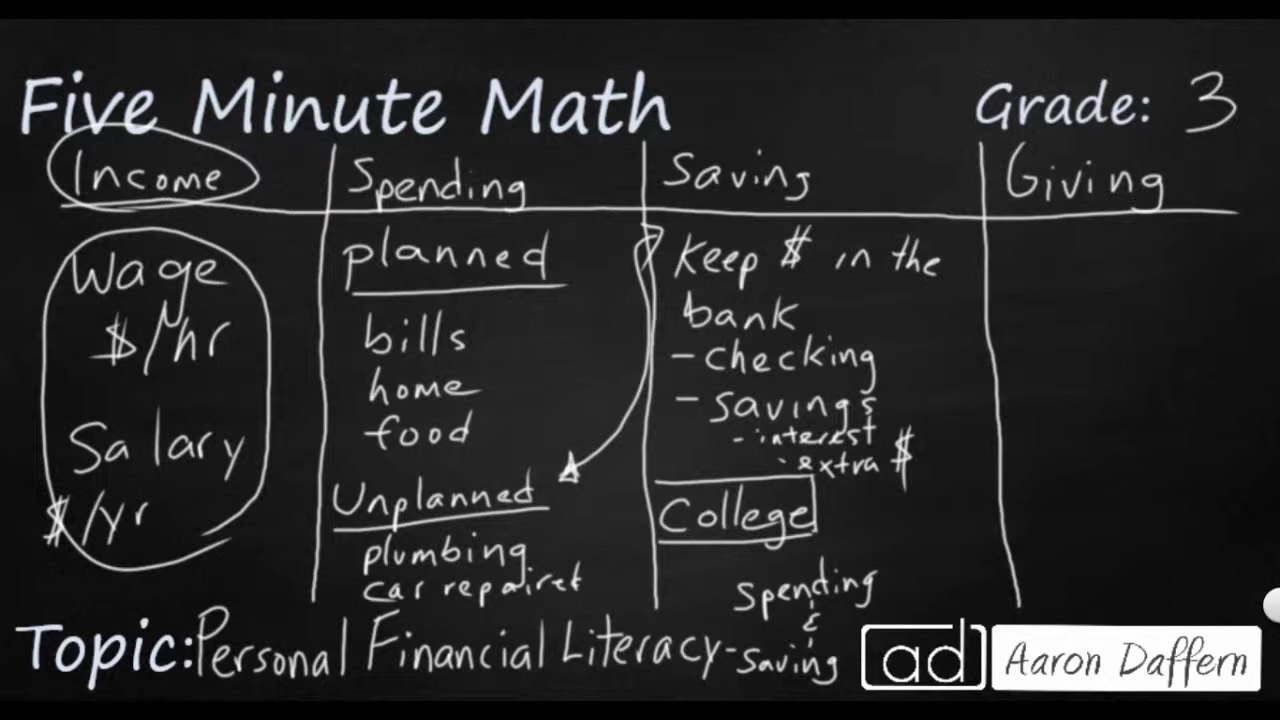 Five Minute Math
Grade: 3
Income
Spending
Saving
Giving
Wage
$/hr
Salary
$/yr
planned
bills
home
food
Unplanned
plumbing
car repair
Keep $ in the
bank
- checking
- savings
- interest
- extra $
College
Topic: Personal Financial Literacy - Spending
&
Saving
ad Aaron Daffern